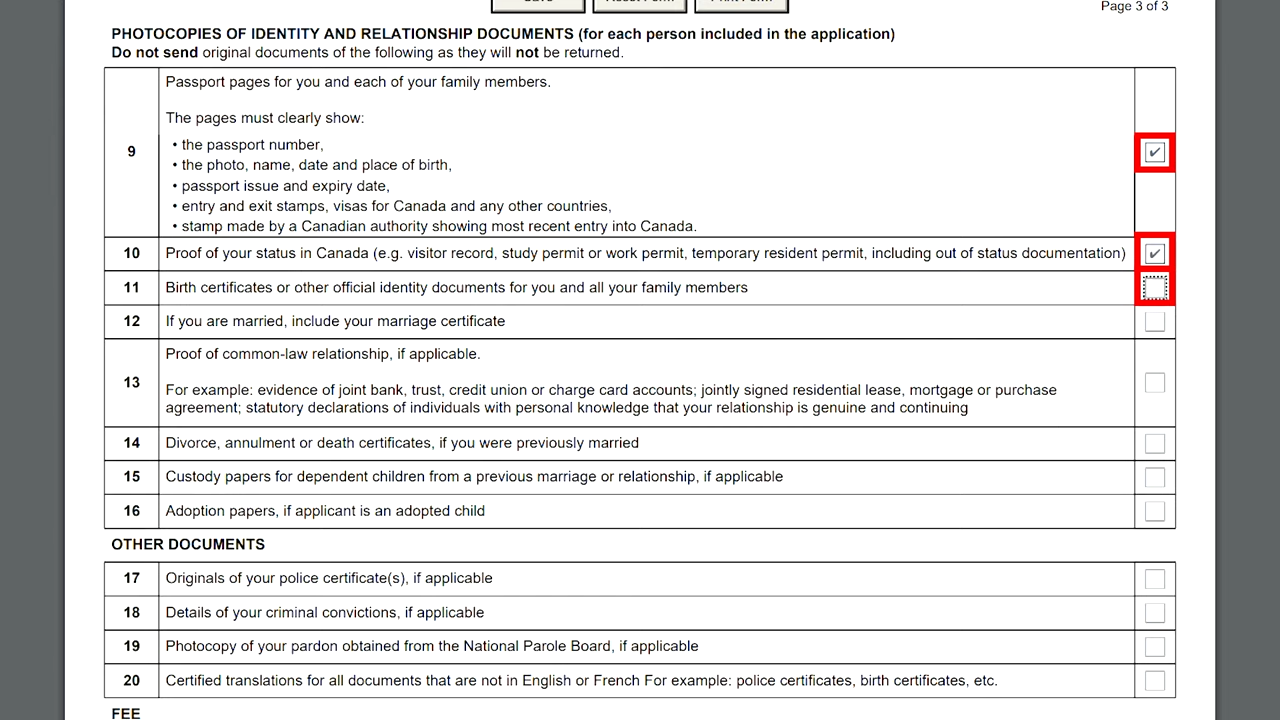 Page 3 of 3
PHOTOCOPIES OF IDENTITY AND RELATIONSHIP DOCUMENTS (for each person included in the application)
Do not send original documents of the following as they will not be returned.
9
Passport pages for you and each of your family members.
The pages must clearly show:
• the passport number,
• the photo, name, date and place of birth,
• passport issue and expiry date,
• entry and exit stamps, visas for Canada and any other countries,
• stamp made by a Canadian authority showing most recent entry into Canada.
10 Proof of your status in Canada (e.g. visitor record, study permit or work permit, temporary resident permit, including out of status documentation)
11 Birth certificates or other official identity documents for you and all your family members
12 If you are married, include your marriage certificate
13
Proof of common-law relationship, if applicable.
For example: evidence of joint bank, trust, credit union or charge card accounts; jointly signed residential lease, mortgage or purchase
agreement; statutory declarations of individuals with personal knowledge that your relationship is genuine and continuing
14 Divorce, annulment or death certificates, if you were previously married
15 Custody papers for dependent children from a previous marriage or relationship, if applicable
16 Adoption papers, if applicant is an adopted child
OTHER DOCUMENTS
17 Originals of your police certificate(s), if applicable
18 Details of your criminal convictions, if applicable
19 Photocopy of your pardon obtained from the National Parole Board, if applicable
20 Certified translations for all documents that are not in English or French For example: police certificates, birth certificates, etc.
FEE